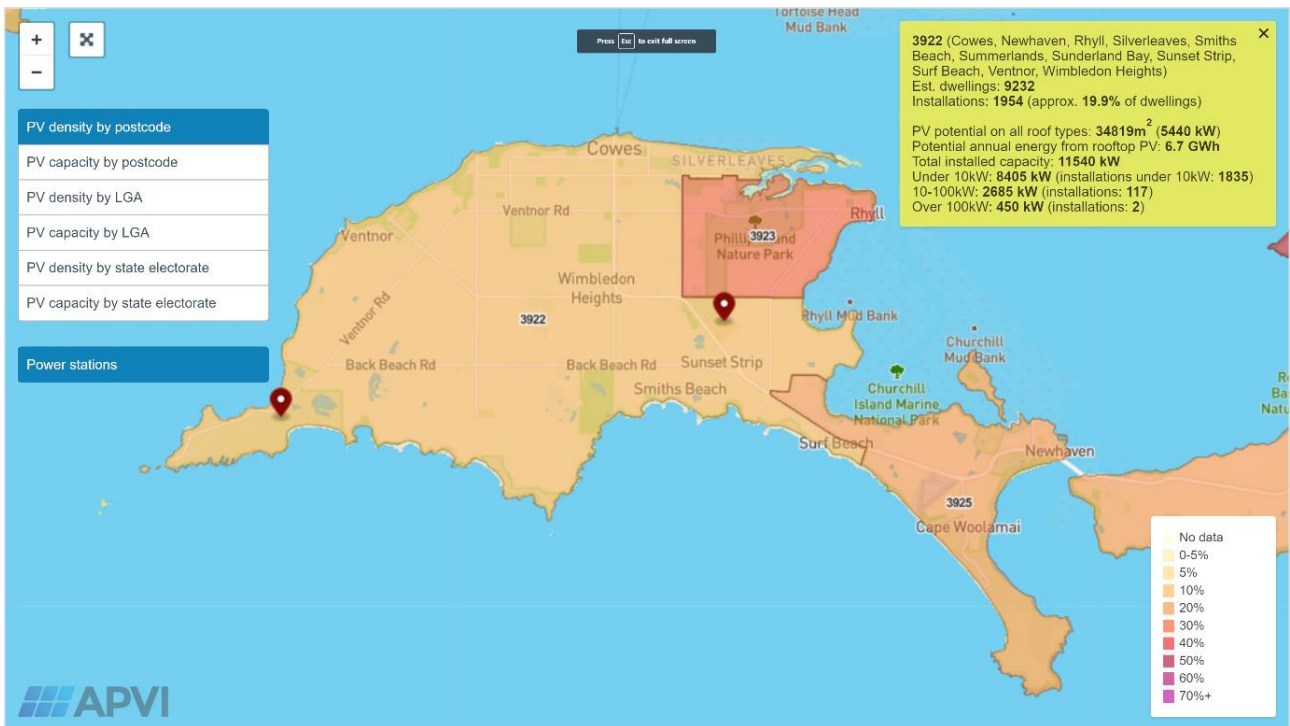 +
−
Press Esc to exit full screen
PV density by postcode
PV capacity by postcode
PV density by LGA
PV capacity by LGA
PV density by state electorate
PV capacity by state electorate
Power stations
3922 (Cowes, Newhaven, Rhyll, Silverleaves, Smiths
Beach, Summerlands, Sunderland Bay, Sunset Strip,
Surf Beach, Ventnor, Wimbledon Heights)
Est. dwellings: 9232
Installations: 1954 (approx. 19.9% of dwellings)
PV potential on all roof types: 34819m² (5440 kW)
Potential annual energy from rooftop PV: 6.7 GWh
Total installed capacity: 11540 kW
Under 10kW: 8405 kW (installations under 10kW: 1835)
10-100kW: 2685 kW (installations: 117)
Over 100kW: 450 kW (installations: 2)
Tortoise Head
Mud Bank
Cowes
SILVERLEAVES
Ventnor Rd
Rhyll
Ventnor
3923
Nature Park
Wimbledon
Heights
Ventnor Rd
3922
Rhyll Mud Bank
Churchill
Mud Bank
Back Beach Rd
Back Beach Rd
Sunset Strip
Smiths Beach
Churchill
Island Marine
National Park
Surf Beach
Newhaven
3925
Cape Woolamai
No data
0-5%
5%
10%
20%
30%
40%
50%
60%
70%+
APVI